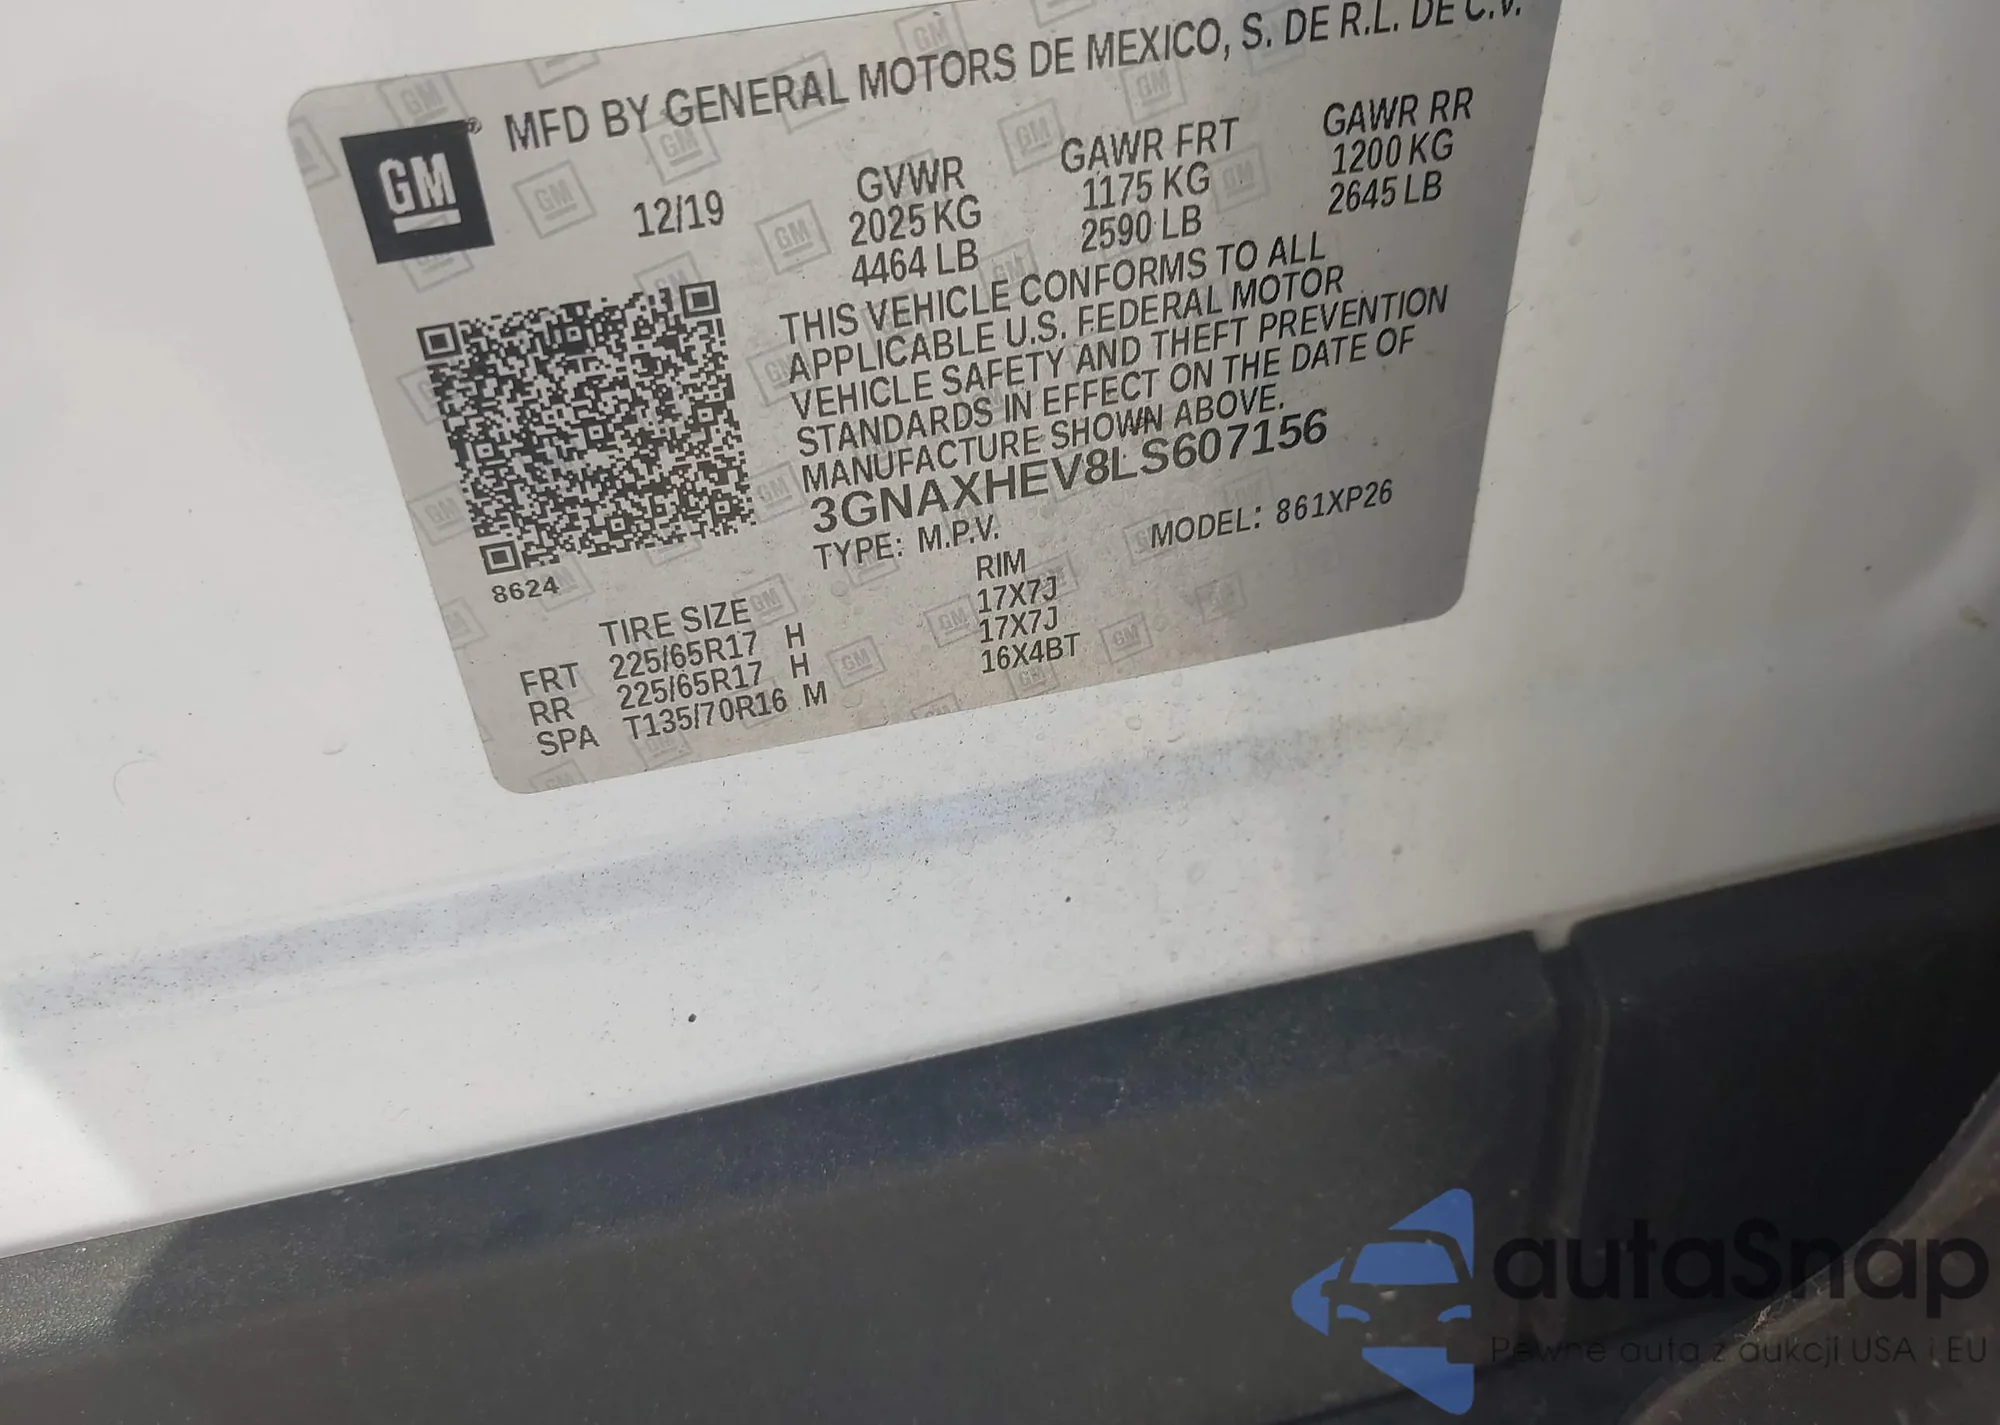 MFD BY GENERAL MOTORS DE MEXICO, S. DE R.L. DE C.V.
GM®
12/19
GVWR GAWR FRT GAWR RR
2025 KG 1175 KG 1200 KG
4464 LB 2590 LB 2645 LB
THIS VEHICLE CONFORMS TO ALL
APPLICABLE U.S. FEDERAL MOTOR
VEHICLE SAFETY AND THEFT PREVENTION
STANDARDS IN EFFECT ON THE DATE OF
MANUFACTURE SHOWN ABOVE.
3GNAXHEV8LS607156
TYPE: M.P.V. MODEL: 861XP26
8624
TIRE SIZE RIM
FRT 225/65R17 H 17X7J
RR 225/65R17 H 17X7J
SPA T135/70R16 M 16X4BT
autaSnap
Pewne auta z aukcji USA i EU